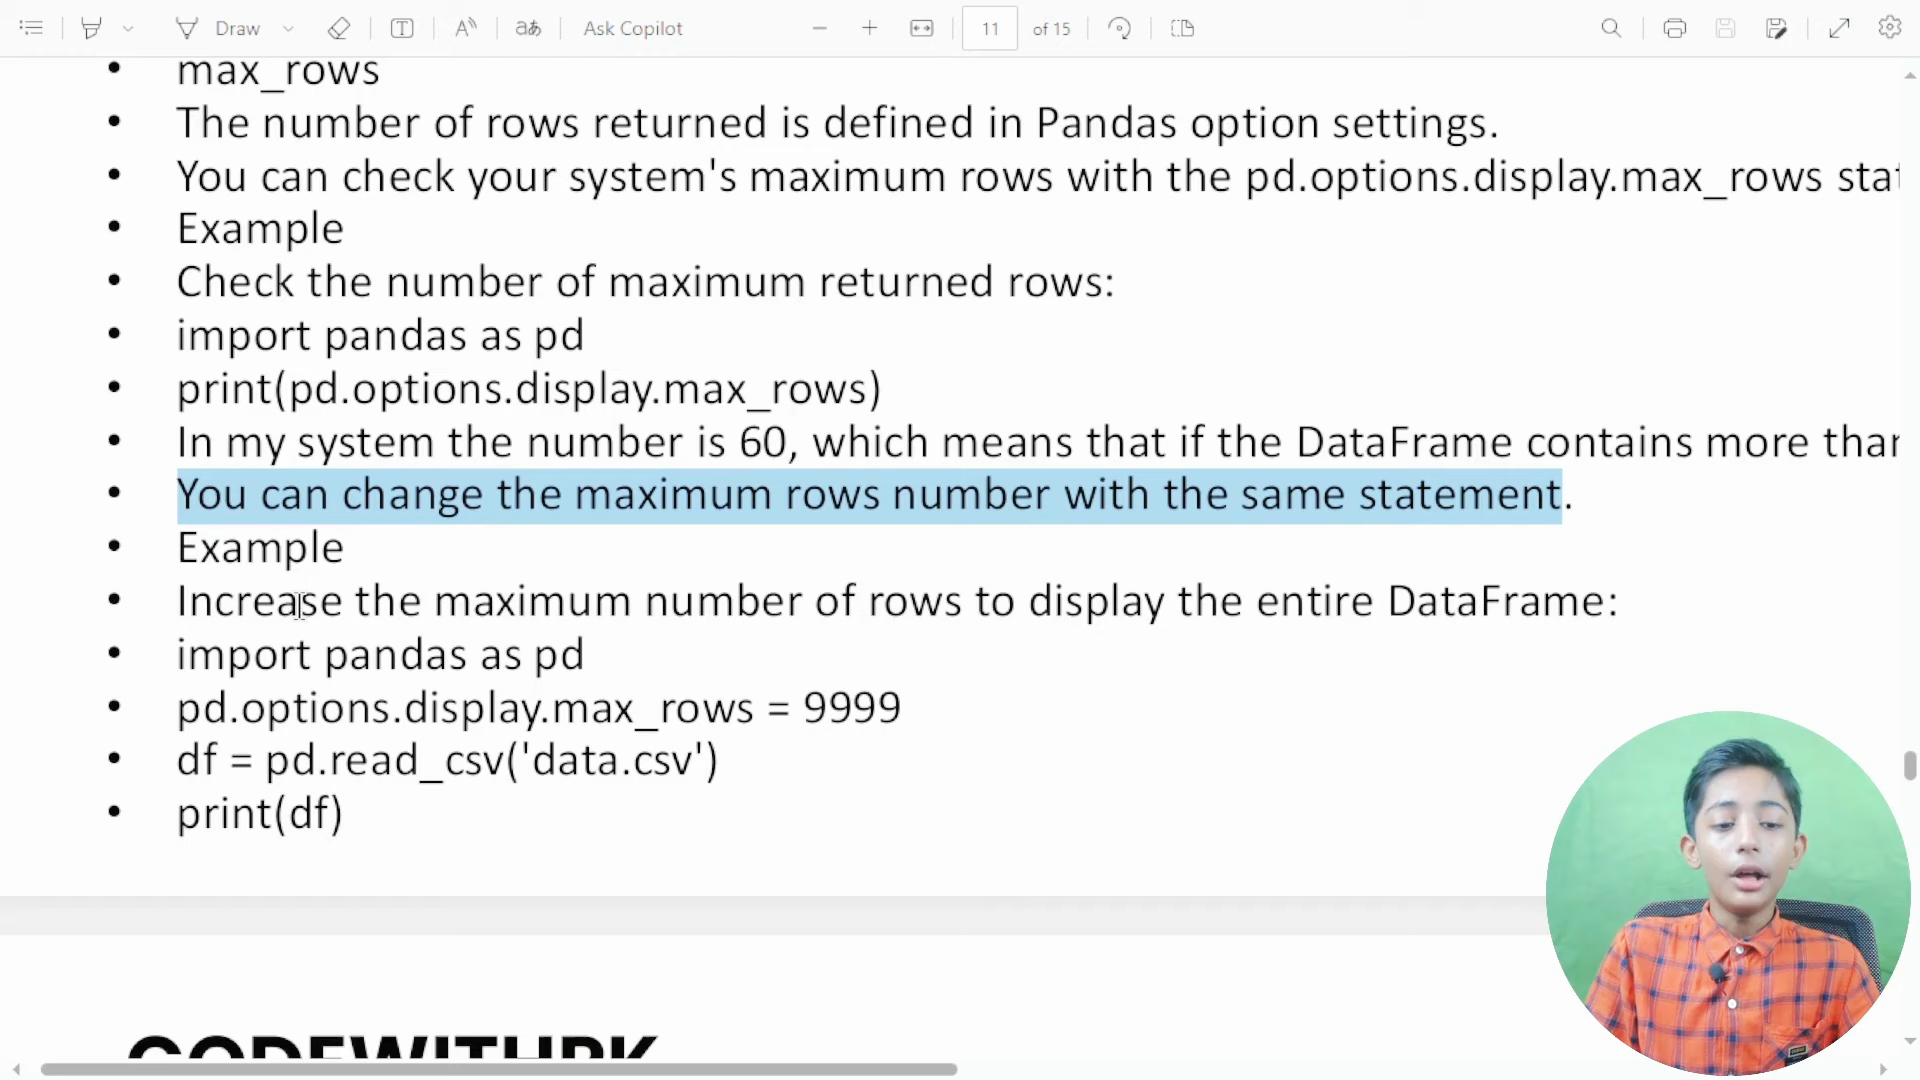 Draw
Ask Copilot
11 of 15
max_rows
The number of rows returned is defined in Pandas option settings.
You can check your system's maximum rows with the pd.options.display.max_rows
Example
Check the number of maximum returned rows:
import pandas as pd
print(pd.options.display.max_rows)
In my system the number is 60, which means that if the DataFrame contains more than
You can change the maximum rows number with the same statement.
Example
Increase the maximum number of rows to display the entire DataFrame:
import pandas as pd
pd.options.display.max_rows = 9999
df = pd.read_csv('data.csv')
print(df)
CODEWITHRK